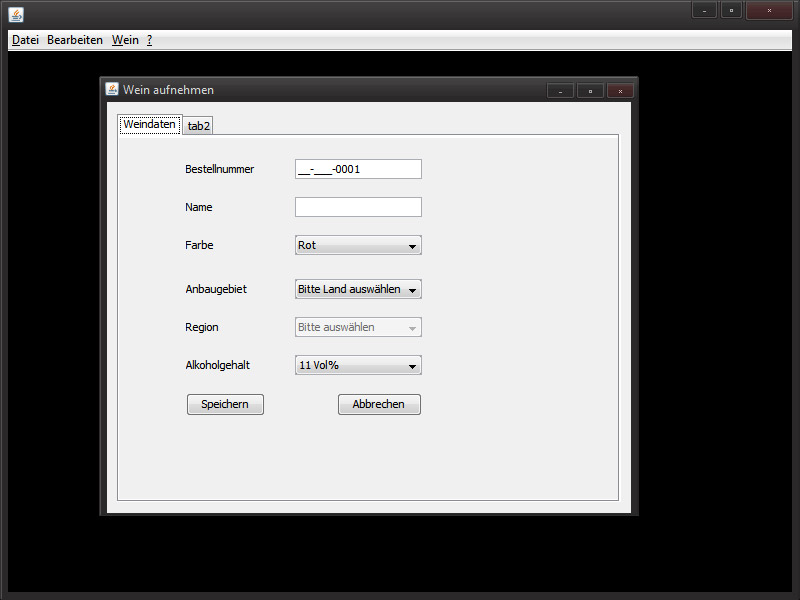 Datei Bearbeiten Wein ?
Wein aufnehmen
Weindaten tab2
Bestellnummer __-___-0001
Name
Farbe Rot
Anbaugebiet Bitte Land auswählen
Region Bitte auswählen
Alkoholgehalt 11 Vol%
Speichern Abbrechen